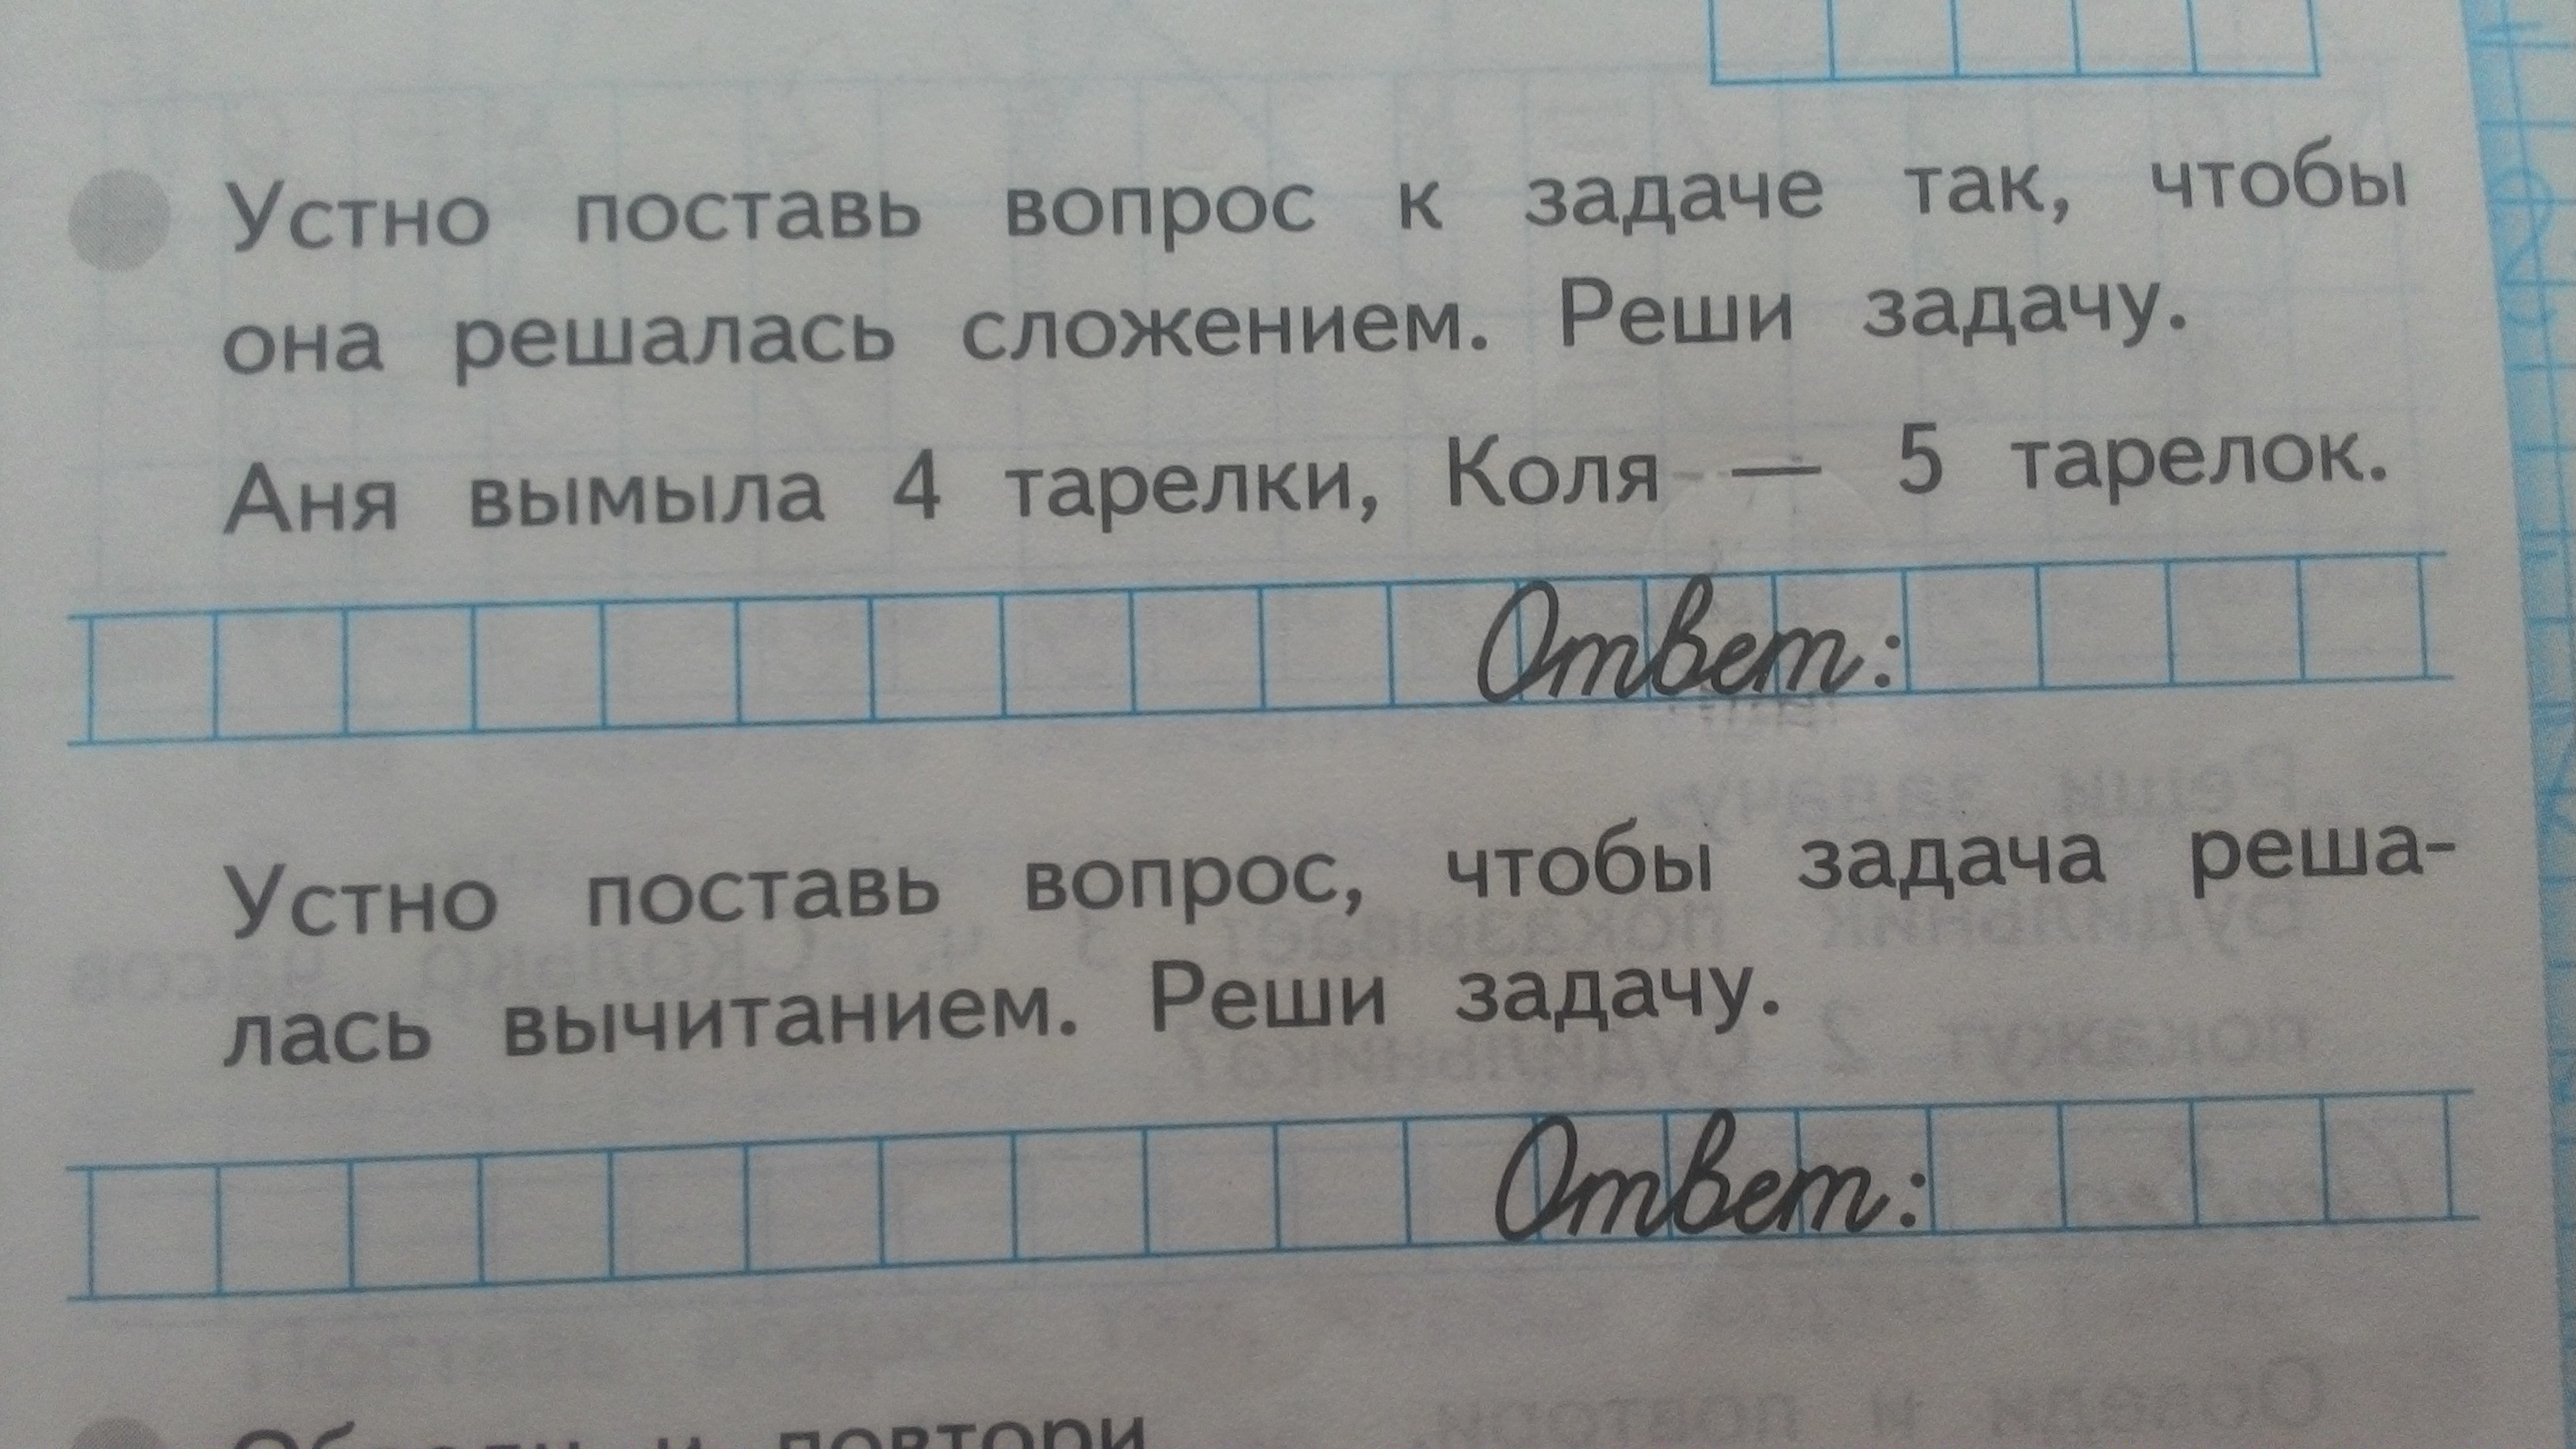 Устно поставь вопрос к задаче так, чтобы
она решалась сложением. Реши задачу.
Аня вымыла 4 тарелки, Коля — 5 тарелок.
Ответ:
Устно поставь вопрос, чтобы задача реша-
лась вычитанием. Реши задачу.
Ответ:
и повтори